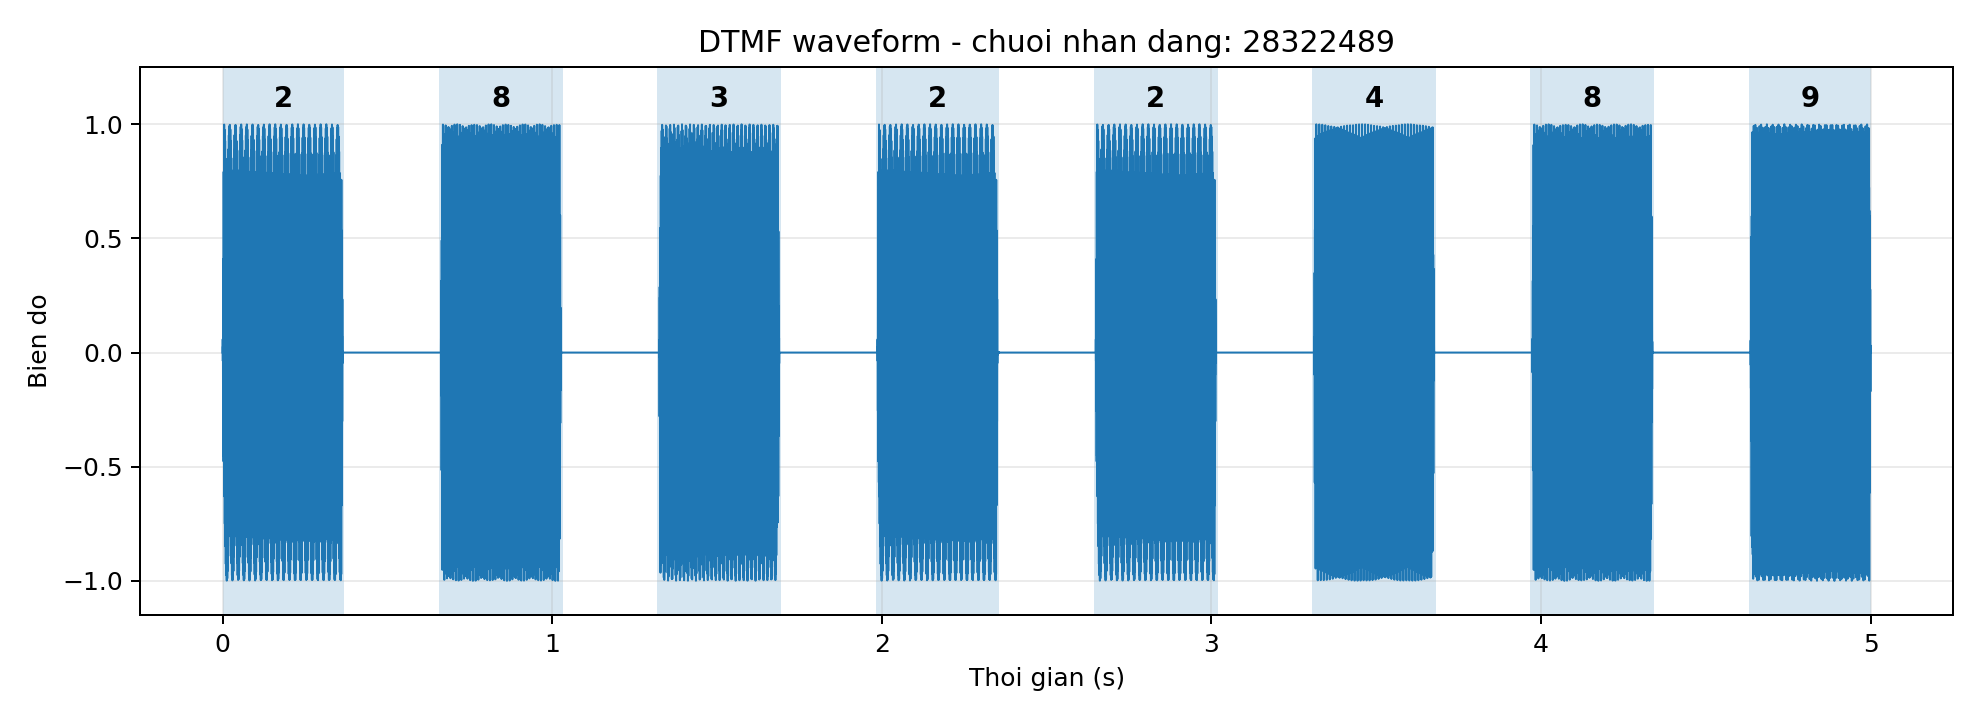 DTMF waveform - chuoi nhan dang: 28322489
2 8 3 2 2 4 8 9
1.0
0.5
0.0
−0.5
−1.0
Bien do
0 1 2 3 4 5
Thoi gian (s)